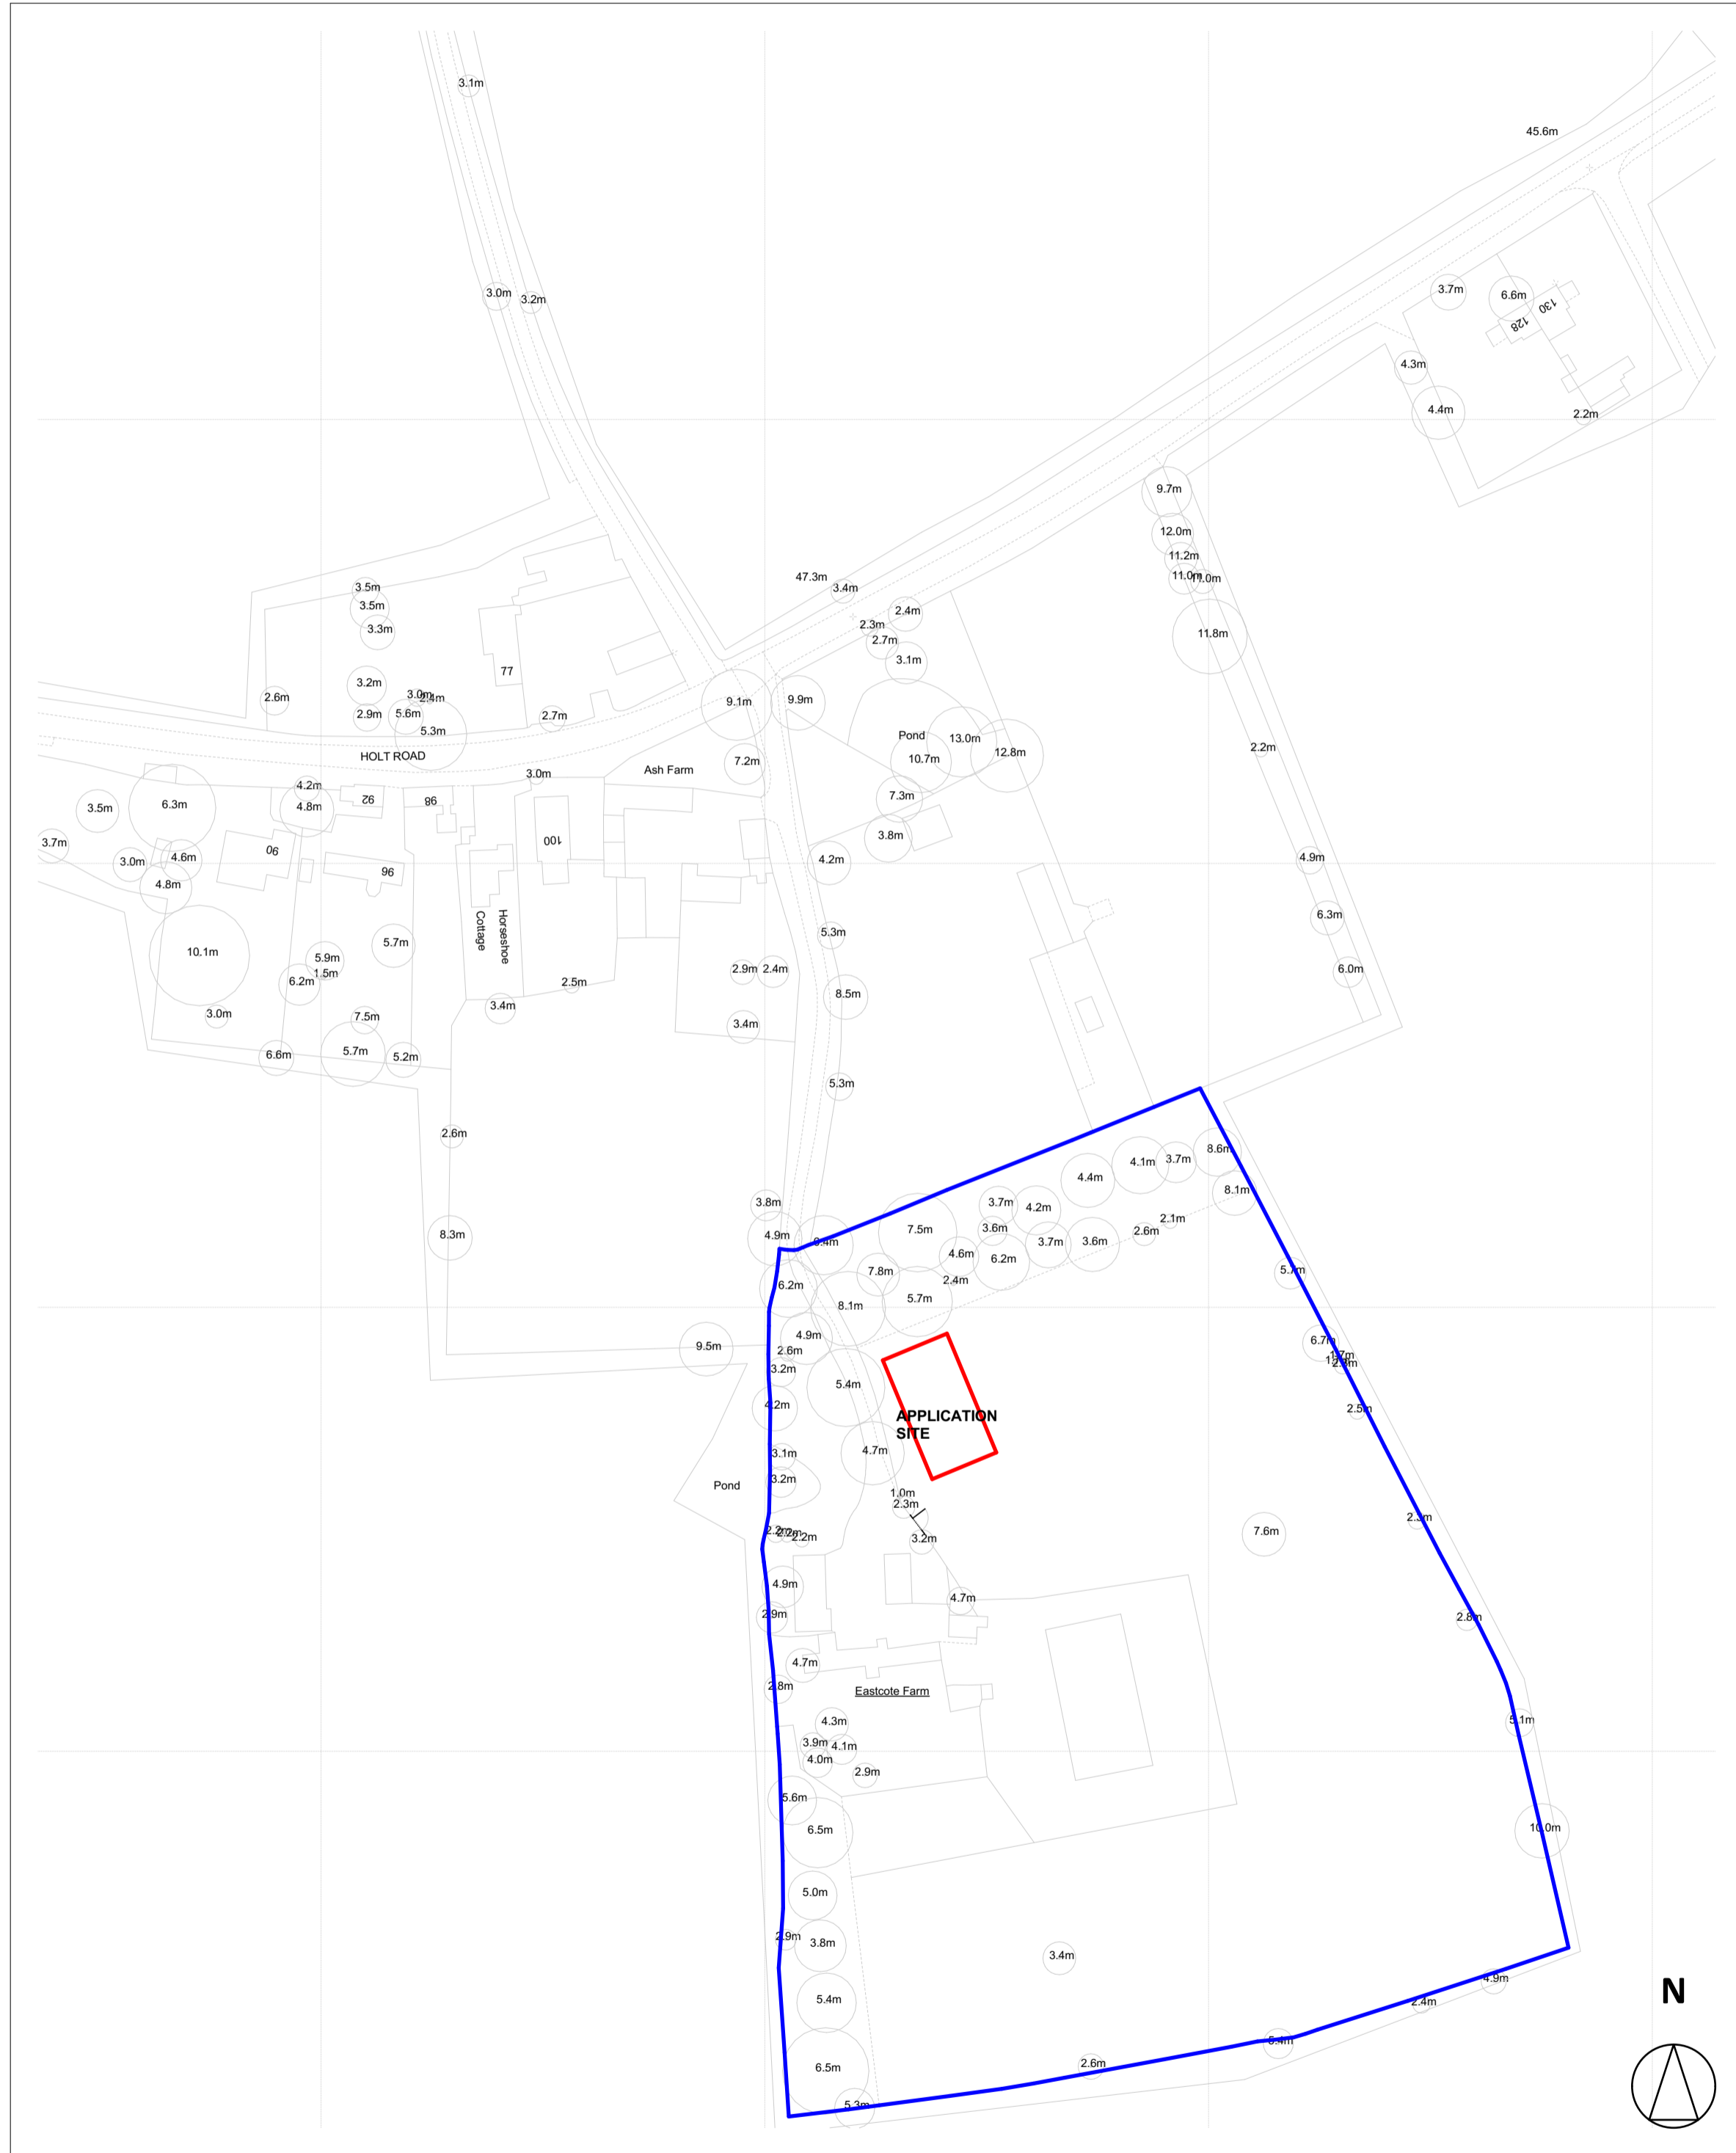 3.1m
45.6m
3.0m
3.2m
3.7m
6.6m
130
128
4.3m
4.4m
2.2m
9.7m
12.0m
11.2m
11.0m
11.0m
47.3m
3.4m
3.5m
3.5m
3.3m
2.4m
2.3m
2.7m
3.1m
11.8m
77
3.2m
3.0m
2.4m
2.6m
2.9m
5.6m
5.3m
2.7m
9.1m
9.9m
Pond
13.0m
12.8m
10.7m
2.2m
HOLT ROAD
Ash Farm
7.2m
3.0m
4.2m
4.8m
92
98
6.3m
3.5m
7.3m
3.8m
100
3.7m
3.0m
4.6m
4.8m
90
96
4.2m
4.9m
Horseshoe
Cottage
6.3m
5.3m
10.1m
5.7m
5.9m
1.5m
6.2m
2.9m
2.4m
6.0m
2.5m
8.5m
3.4m
3.0m
7.5m
3.4m
6.6m
5.7m
5.2m
5.3m
2.6m
8.6m
4.1m
3.7m
4.4m
8.1m
3.8m
3.7m
4.2m
8.3m
4.9m
7.5m
3.6m
3.7m
3.6m
2.6m
2.1m
4.6m
6.2m
7.8m
2.4m
5.7m
6.2m
8.1m
5.7m
4.9m
9.5m
2.6m
3.2m
6.7m
2.3m
5.4m
4.2m
2.5m
APPLICATION
SITE
4.7m
3.1m
3.2m
Pond
1.0m
2.3m
2.2m
2.2m
2.2m
3.2m
7.6m
2.3m
4.9m
4.7m
2.9m
2.8m
4.7m
2.8m
Eastcote Farm
4.3m
5.1m
3.9m
4.1m
4.0m
2.9m
5.6m
6.5m
10.0m
5.0m
2.9m
3.8m
3.4m
4.9m
N
5.4m
2.4m
5.4m
2.6m
6.5m
5.3m